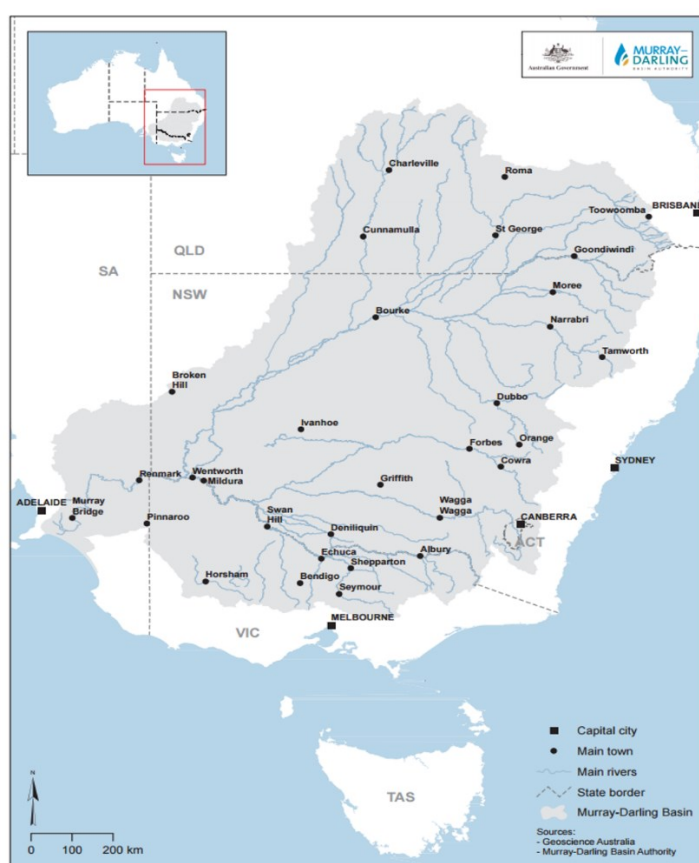 Australian Government
MURRAY–
DARLING
BASIN AUTHORITY
Charleville
Roma
BRISBANE
Toowoomba
Cunnamulla
St George
QLD
Goondiwindi
SA
NSW
Moree
Bourke
Narrabri
Tamworth
Broken
Hill
Dubbo
Ivanhoe
Forbes
Orange
Cowra
SYDNEY
Renmark
Wentworth
Mildura
Griffith
ADELAIDE
Murray
Bridge
Pinnaroo
Swan
Hill
Wagga
Wagga
CANBERRA
Deniliquin
ACT
Echuca
Albury
Shepparton
Horsham
Bendigo
Seymour
MELBOURNE
VIC
TAS
Capital city
Main town
Main rivers
State border
Murray-Darling Basin
Sources:
- Geoscience Australia
- Murray-Darling Basin Authority
N
0 100 200 km